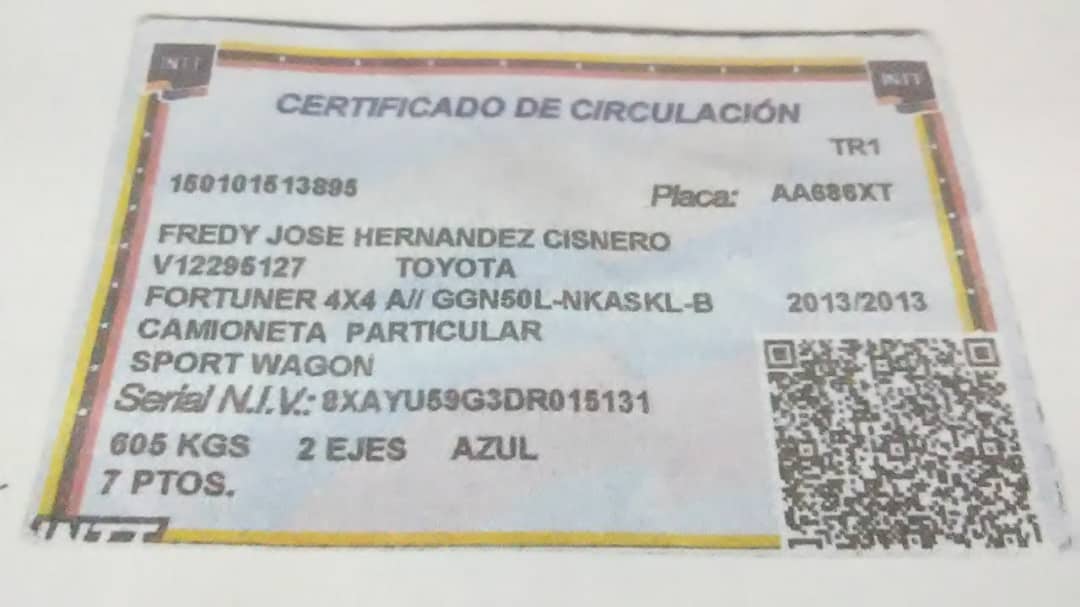 INTT
INTT
CERTIFICADO DE CIRCULACIÓN
TR1
150101513895
Placa: AA686XT
FREDY JOSE HERNANDEZ CISNERO
V12295127 TOYOTA
FORTUNER 4X4 A// GGN50L-NKASKL-B 2013/2013
CAMIONETA PARTICULAR
SPORT WAGON
Serial N.I.V.: 8XAYU59G3DR015131
605 KGS 2 EJES AZUL
7 PTOS.
INTT